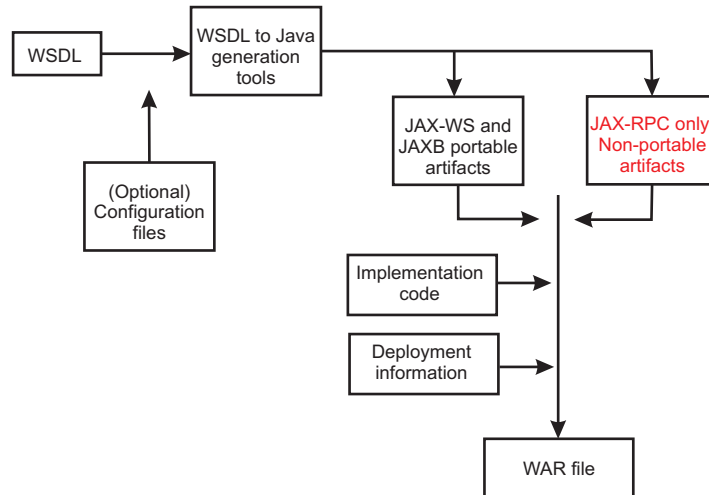 WSDL
WSDL to Java
generation
tools
JAX-WS and
JAXB portable
artifacts
JAX-RPC only
Non-portable
artifacts
(Optional)
Configuration
files
Implementation
code
Deployment
information
WAR file